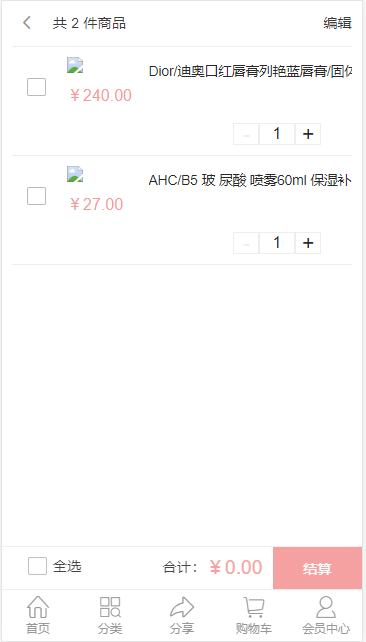 共 2 件商品 编辑
Dior/迪奥口红唇膏列艳蓝唇膏/固
￥240.00
- 1 +
AHC/B5 玻 尿酸 喷雾60ml 保湿补
￥27.00
- 1 +
全选 合计： ￥0.00 结算
首页 分类 分享 购物车 会员中心